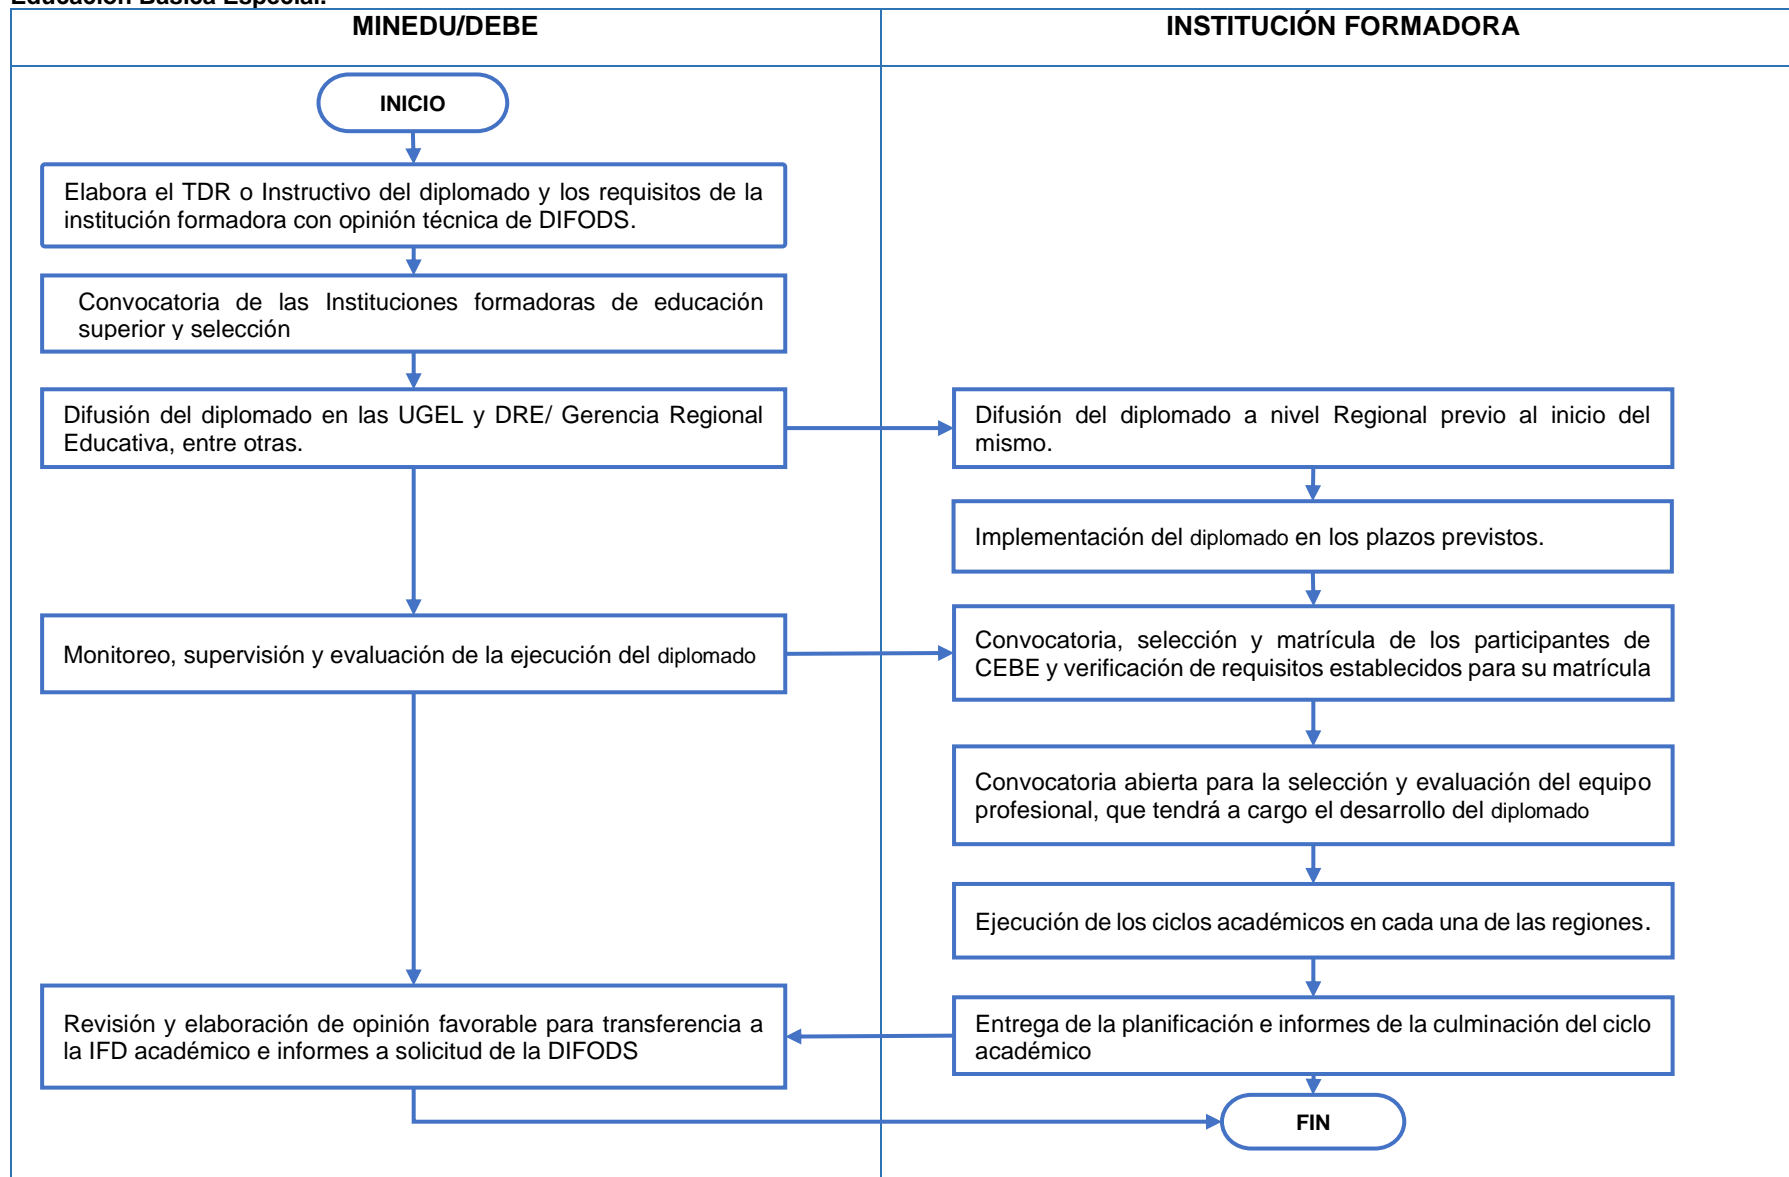 Educación Básica Especial.
MINEDU/DEBE
INSTITUCIÓN FORMADORA
INICIO
Elabora el TDR o Instructivo del diplomado y los requisitos de la
institución formadora con opinión técnica de DIFODS.
Convocatoria de las Instituciones formadoras de educación
superior y selección
Difusión del diplomado en las UGEL y DRE/ Gerencia Regional
Educativa, entre otras.
Difusión del diplomado a nivel Regional previo al inicio del
mismo.
Implementación del diplomado en los plazos previstos.
Monitoreo, supervisión y evaluación de la ejecución del diplomado
Convocatoria, selección y matrícula de los participantes de
CEBE y verificación de requisitos establecidos para su matrícula
Convocatoria abierta para la selección y evaluación del equipo
profesional, que tendrá a cargo el desarrollo del diplomado
Ejecución de los ciclos académicos en cada una de las regiones.
Revisión y elaboración de opinión favorable para transferencia a
la IFD académico e informes a solicitud de la DIFODS
Entrega de la planificación e informes de la culminación del ciclo
académico
FIN